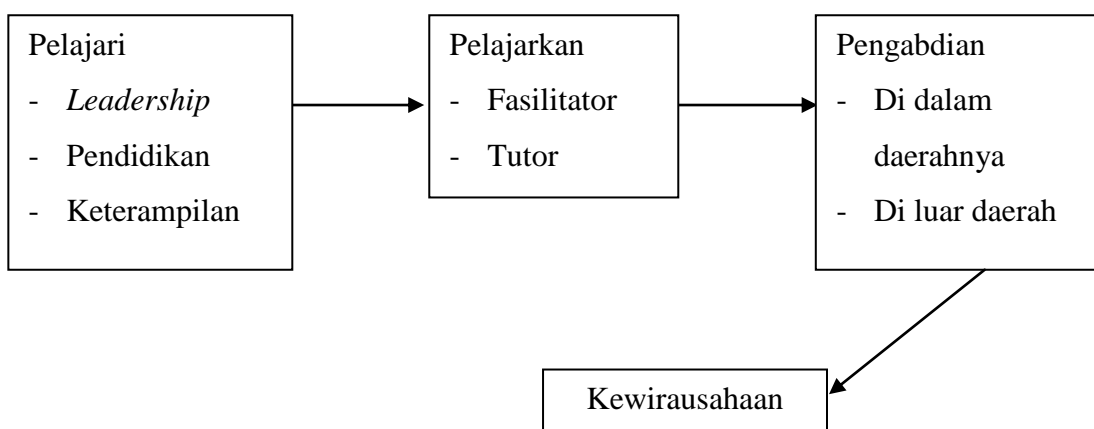 Pelajari
- Leadership
- Pendidikan
- Keterampilan
Pelajarkan
- Fasilitator
- Tutor
Pengabdian
- Di dalam
daerahnya
- Di luar daerah
Kewirausahaan